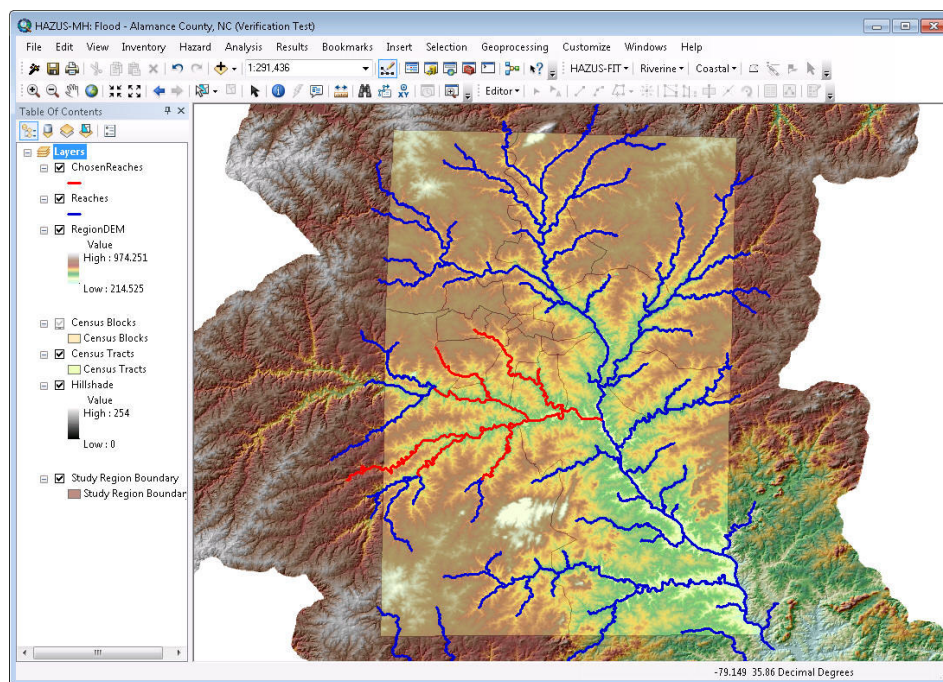 HAZUS-MH: Flood - Alamance County, NC (Verification Test)
File Edit View Inventory Hazard Analysis Results Bookmarks Insert Selection Geoprocessing Customize Windows Help
1:291,436 HAZUS-FIT Riverine Coastal
Editor
Table Of Contents
Layers
ChosenReaches
Reaches
RegionDEM
Value
High : 974.251
Low : 214.525
Census Blocks
Census Blocks
Census Tracts
Census Tracts
Hillshade
Value
High : 254
Low : 0
Study Region Boundary
Study Region Boundar
-79.149 35.86 Decimal Degrees